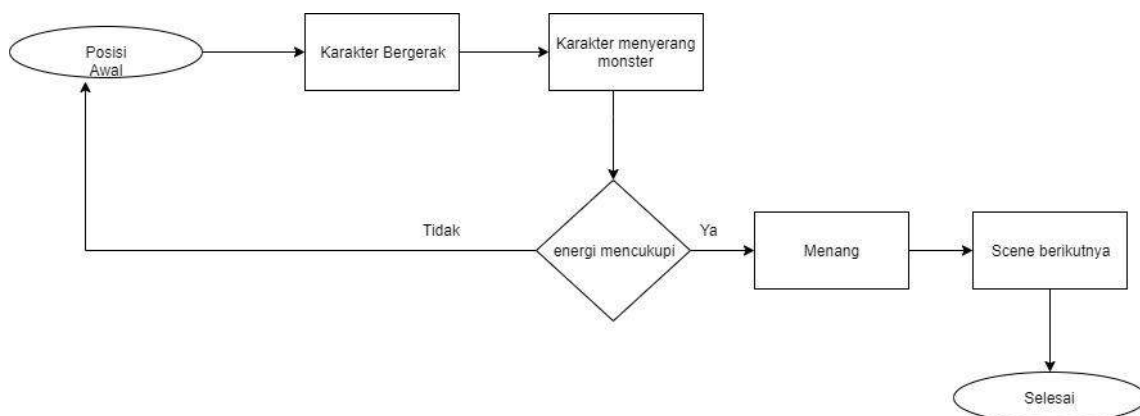 Posisi
Awal
Karakter Bergerak
Karakter menyerang
monster
Tidak
energi mencukupi
Ya
Menang
Scene berikutnya
Selesai